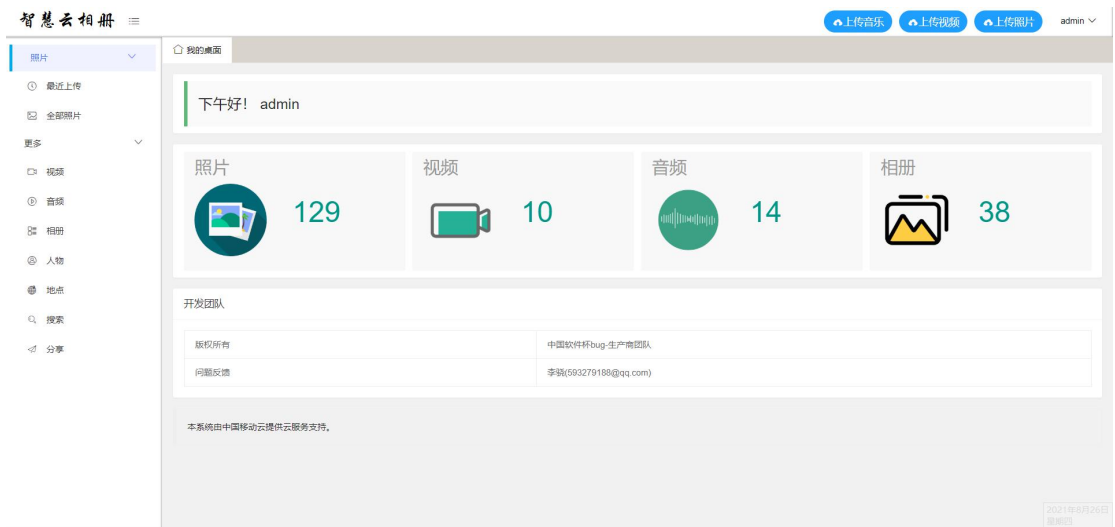 智慧云相册
上传音乐
上传视频
上传照片
admin
照片
我的桌面
最近上传
全部照片
更多
视频
音频
相册
人物
地点
搜索
分享
下午好! admin
照片
129
视频
10
音频
14
相册
38
开发团队
版权所有 中国软件杯bug-生产商团队
问题反馈 李骁(593279188@qq.com)
本系统由中国移动云提供云服务支持。
2021年8月26日
星期四